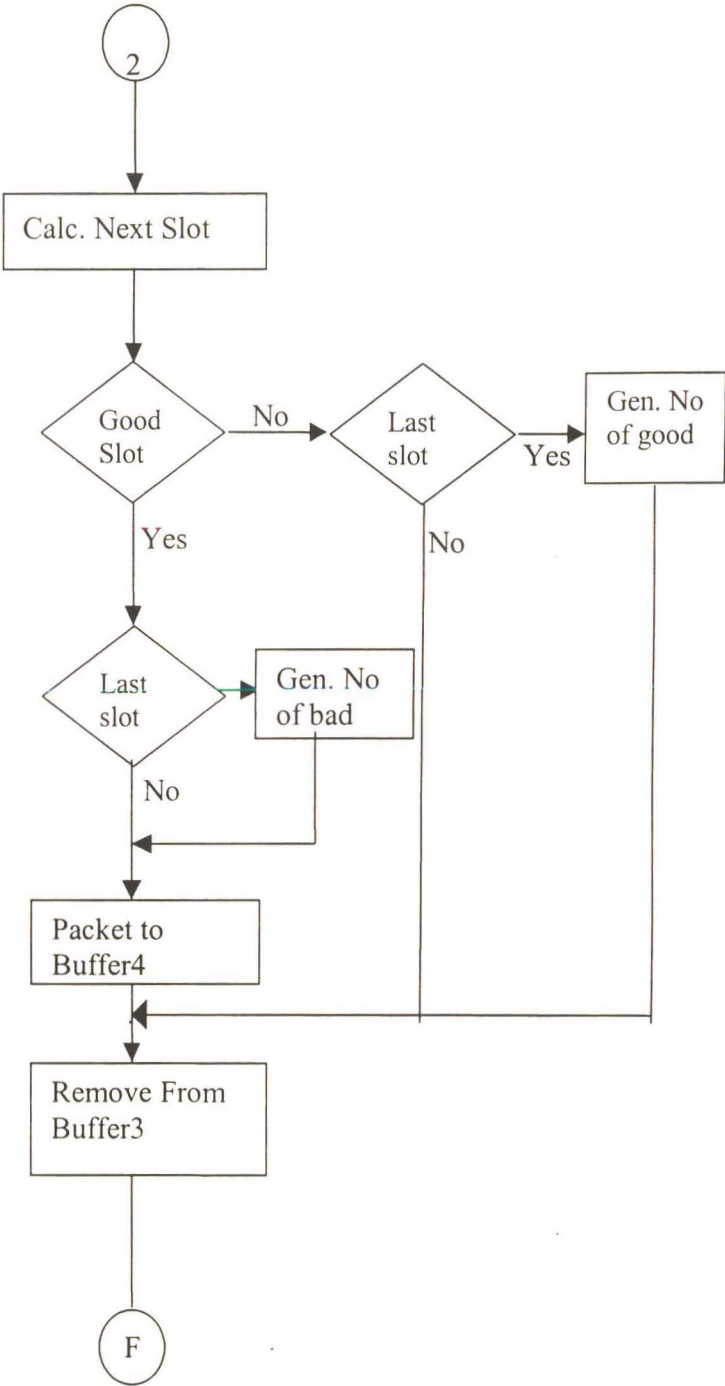 2
Calc. Next Slot
Good
Slot
No
Last
slot
Yes
Gen. No
of good
Yes
No
Last
slot
Gen. No
of bad
No
Packet to
Buffer4
Remove From
Buffer3
F